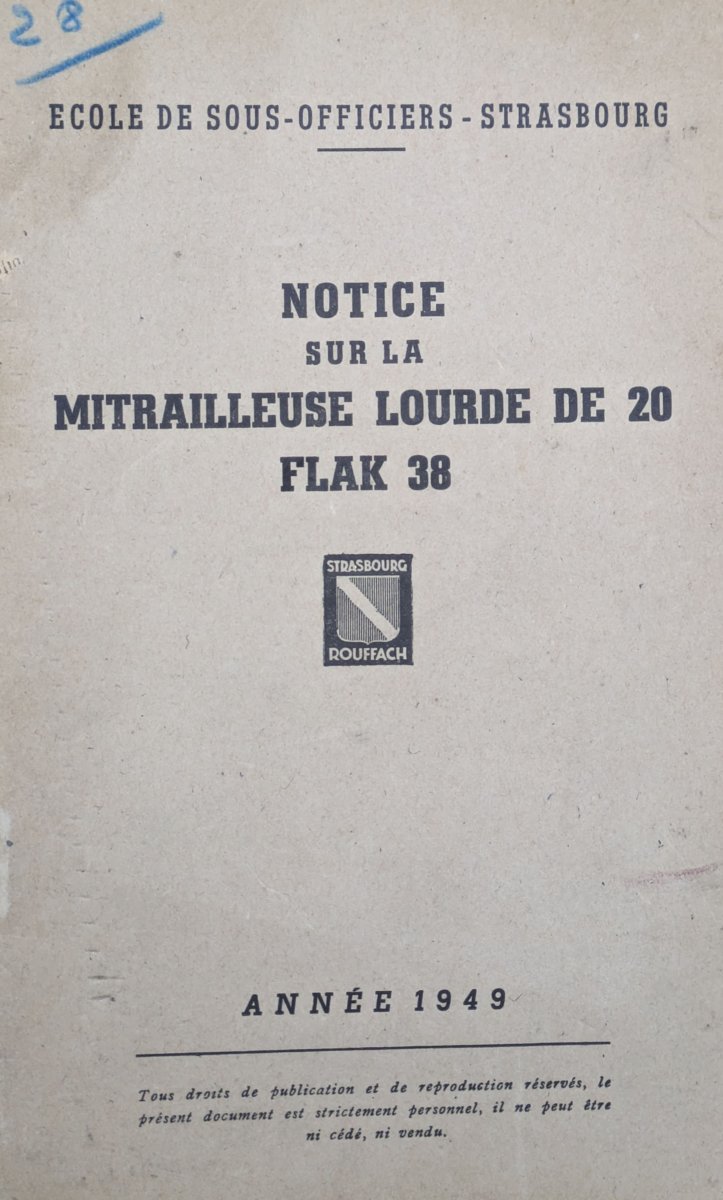 28
ECOLE DE SOUS-OFFICIERS - STRASBOURG
NOTICE
SUR LA
MITRAILLEUSE LOURDE DE 20
FLAK 38
STRASBOURG
ROUFFACH
ANNÉE 1949
Tous droits de publication et de reproduction réservés, le
présent document est strictement personnel, il ne peut être
ni cédé, ni vendu.